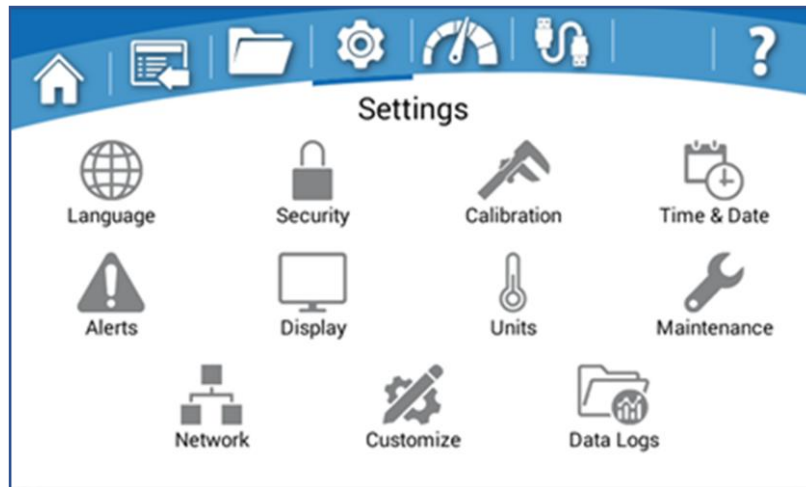 Settings
Language
Security
Calibration
Time & Date
Alerts
Display
Units
Maintenance
Network
Customize
Data Logs